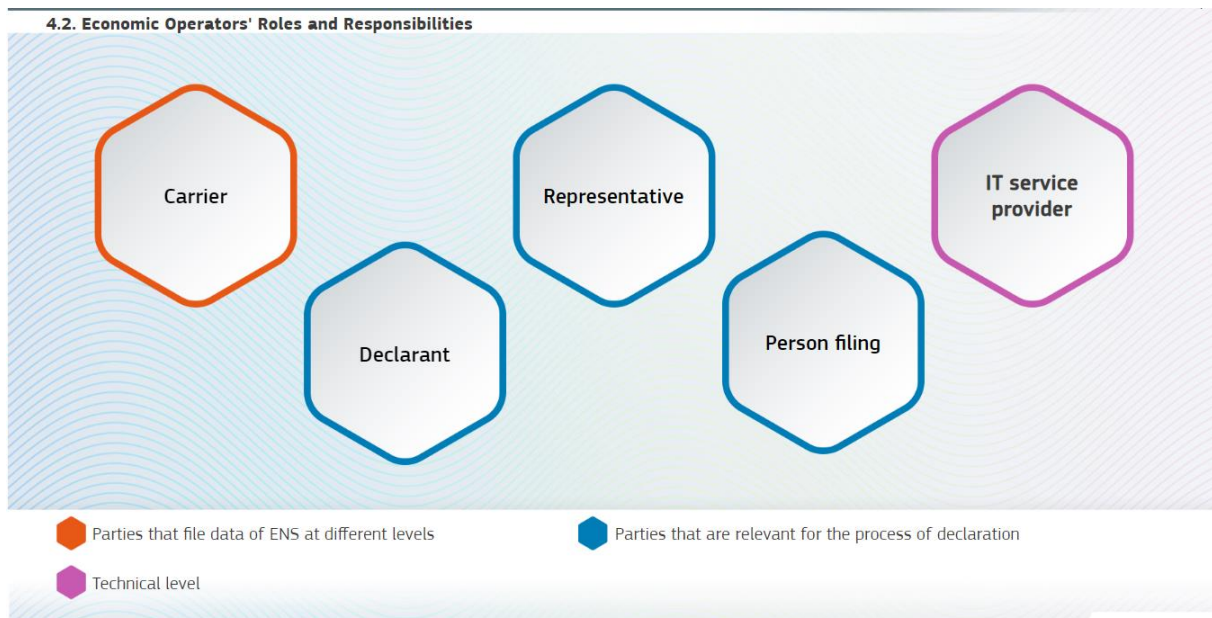 4.2. Economic Operators' Roles and Responsibilities
Carrier
Representative
IT service
provider
Declarant
Person filing
Parties that file data of ENS at different levels
Parties that are relevant for the process of declaration
Technical level